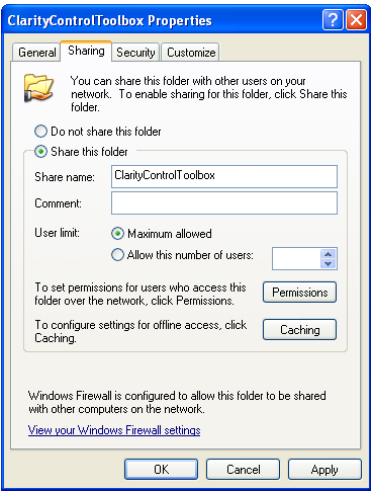 ClarityControlToolbox Properties
General Sharing Security Customize
You can share this folder with other users on your
network. To enable sharing for this folder, click Share this
folder.
Do not share this folder
Share this folder
Share name: ClarityControlToolbox
Comment:
User limit: Maximum allowed
Allow this number of users:
To set permissions for users who access this
folder over the network, click Permissions.
Permissions
To configure settings for offline access, click
Caching.
Caching
Windows Firewall is configured to allow this folder to be shared
with other computers on the network.
View your Windows Firewall settings
OK Cancel Apply